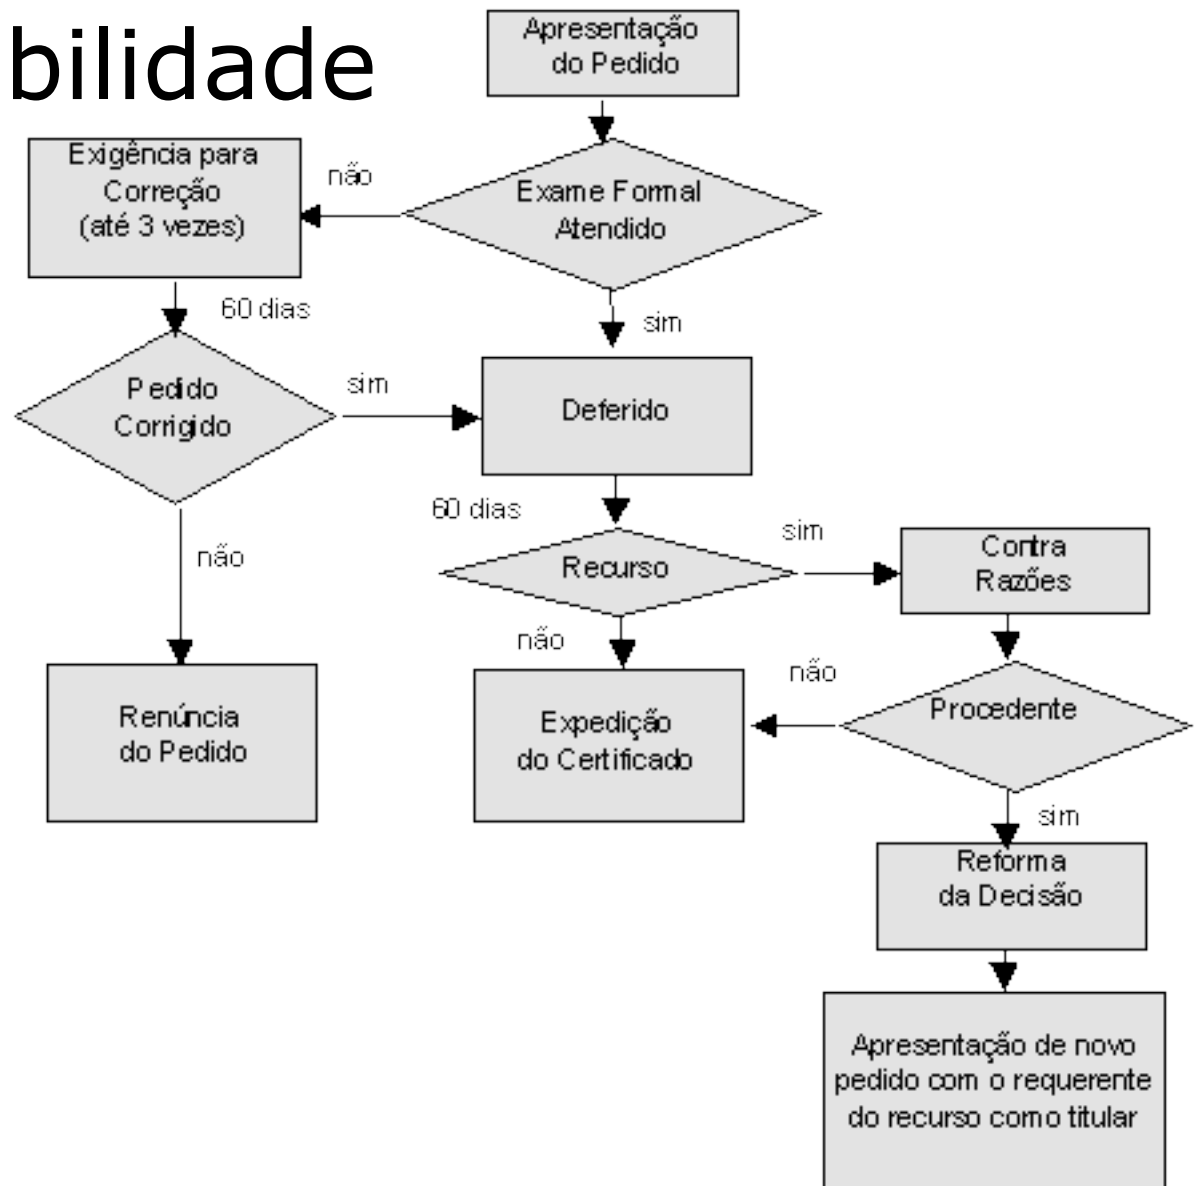 bilidade
Apresentação
do Pedido
Exigência para
Correção
(até 3 vezes)
não
Exame Formal
Atendido
60 dias
sim
Pedido
Corrigido
sim
Deferido
60 dias
não
Recurso
sim
Contra
Razões
não
não
Renúncia
do Pedido
Expedição
do Certificado
Procedente
sim
Reforma
da Decisão
Apresentação de novo
pedido com o requerente
do recurso como titular